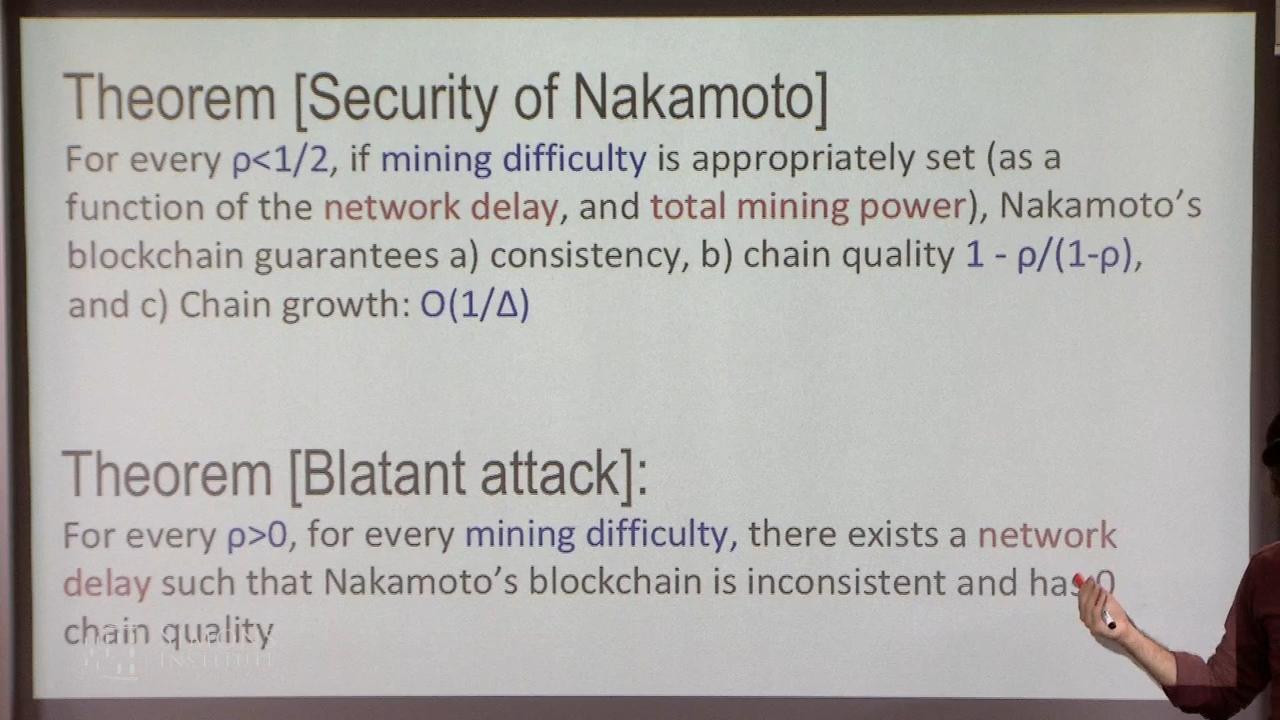 Theorem [Security of Nakamoto]
For every ρ<1/2, if mining difficulty is appropriately set (as a
function of the network delay, and total mining power), Nakamoto’s
blockchain guarantees a) consistency, b) chain quality 1 - ρ/(1-ρ),
and c) Chain growth: O(1/Δ)
Theorem [Blatant attack]:
For every ρ>0, for every mining difficulty, there exists a network
delay such that Nakamoto’s blockchain is inconsistent and has 0
chain quality
INSTITUTE